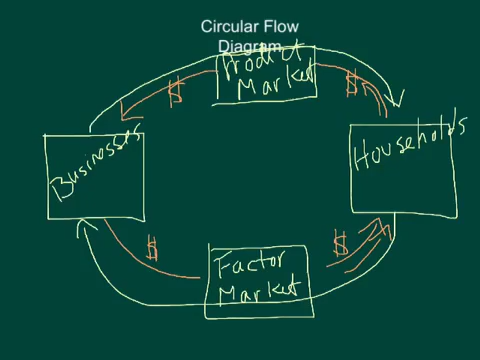 Circular Flow
Diagram
Product
Market
$
$
Businesses
Households
$
$
Factor
Market